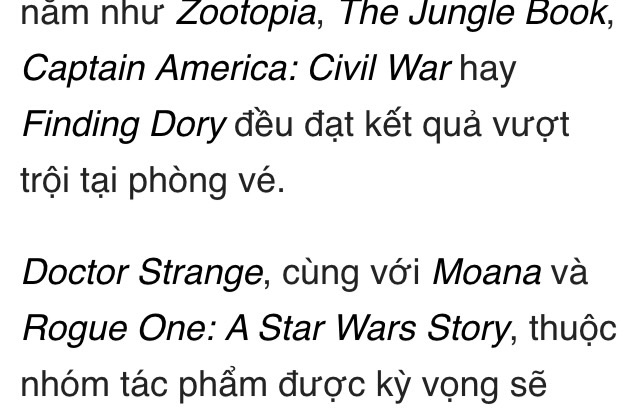 năm như Zootopia, The Jungle Book,
Captain America: Civil War hay
Finding Dory đều đạt kết quả vượt
trội tại phòng vé.
Doctor Strange, cùng với Moana và
Rogue One: A Star Wars Story, thuộc
nhóm tác phẩm được kỳ vọng sẽ